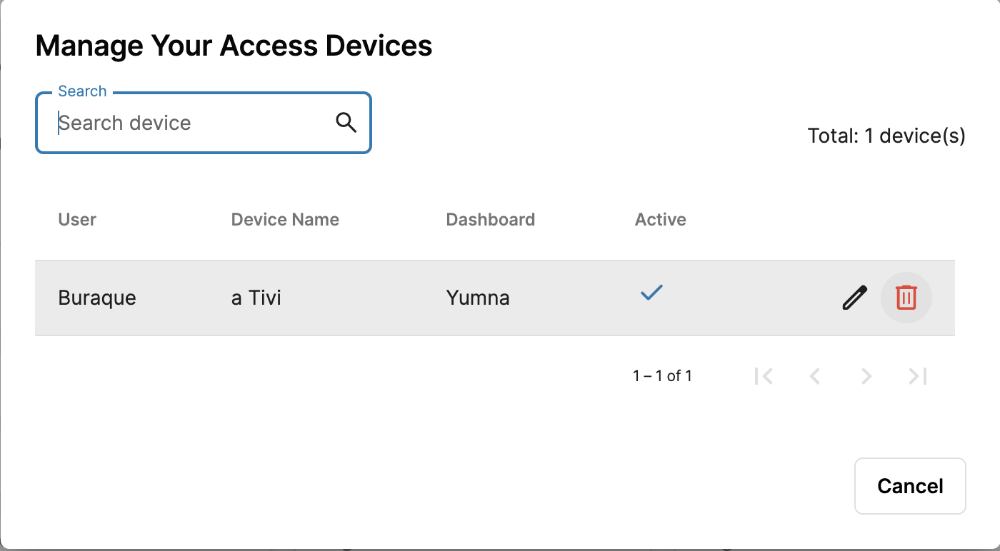 Manage Your Access Devices
Search
Search device
Total: 1 device(s)
User Device Name Dashboard Active
Buraque a Tivi Yumna
1 – 1 of 1
Cancel